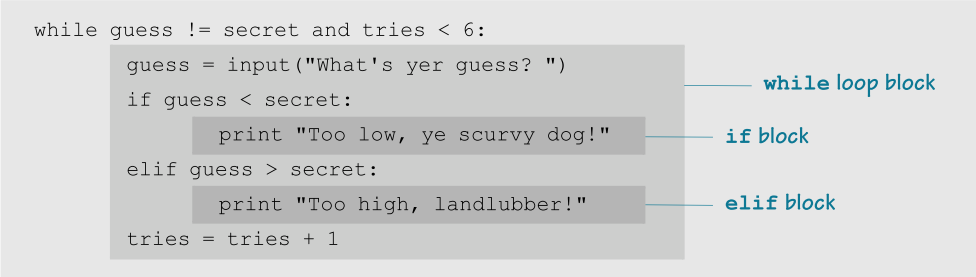 while guess != secret and tries < 6:
guess = input("What's yer guess? ")
if guess < secret:
print "Too low, ye scurvy dog!"
elif guess > secret:
print "Too high, landlubber!"
tries = tries + 1
while loop block
if block
elif block